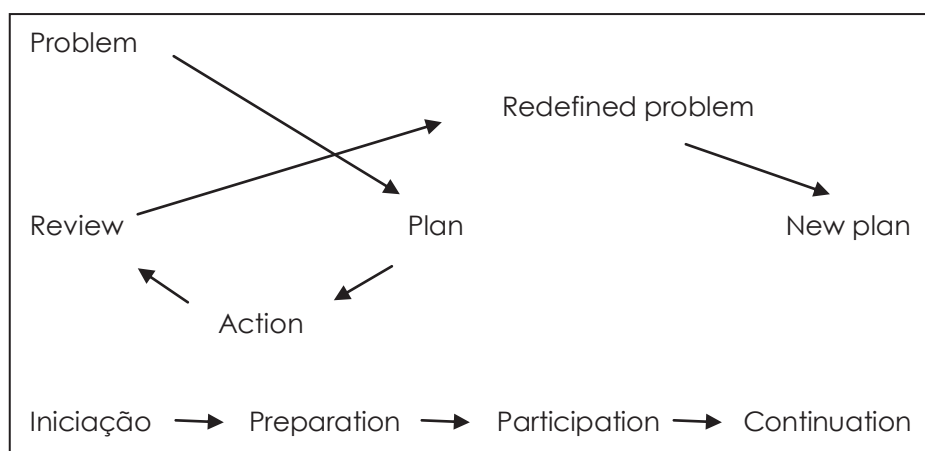 Problem
Redefined problem
Review Plan New plan
Action
Iniciação Preparation Participation Continuation